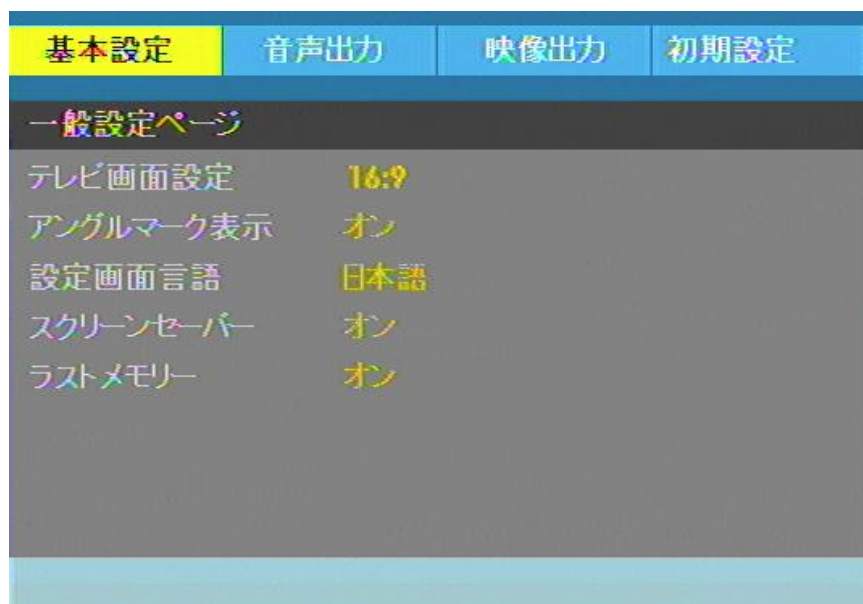 基本設定 音声出力 映像出力 初期設定
一般設定ページ
テレビ画面設定 16:9
アングルマーク表示 オン
設定画面言語 日本語
スクリーンセーバー オン
ラストメモリー オン